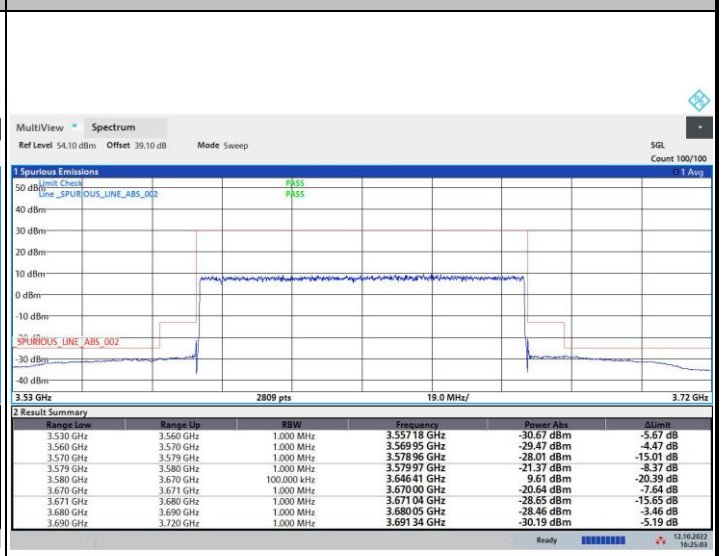 MultiView Spectrum
Ref Level 54.10 dBm Offset 39.10 dB Mode Sweep SGL
Count 100/100
1 Spurious Emissions 1 Avg
Limit Check PASS
50 dBm
Line _SPURIOUS_LINE_ABS_002 PASS
40 dBm
30 dBm
20 dBm
10 dBm
0 dBm
-10 dBm
-20 dBm
SPURIOUS_LINE_ABS_002
-30 dBm
-40 dBm
3.53 GHz 2809 pts 19.0 MHz/ 3.72 GHz
2 Result Summary
Range Low Range Up RBW Frequency Power Abs ΔLimit
3.530 GHz 3.560 GHz 1.000 MHz 3.55718 GHz -30.67 dBm -5.67 dB
3.560 GHz 3.570 GHz 1.000 MHz 3.56995 GHz -29.47 dBm -4.47 dB
3.570 GHz 3.579 GHz 1.000 MHz 3.57896 GHz -28.01 dBm -15.01 dB
3.579 GHz 3.580 GHz 1.000 MHz 3.57997 GHz -21.37 dBm -8.37 dB
3.580 GHz 3.670 GHz 100.000 kHz 3.64641 GHz 9.61 dBm -20.39 dB
3.670 GHz 3.671 GHz 1.000 MHz 3.67000 GHz -20.64 dBm -7.64 dB
3.671 GHz 3.680 GHz 1.000 MHz 3.67104 GHz -28.65 dBm -15.65 dB
3.680 GHz 3.690 GHz 1.000 MHz 3.68005 GHz -28.46 dBm -3.46 dB
3.690 GHz 3.720 GHz 1.000 MHz 3.69134 GHz -30.19 dBm -5.19 dB
Ready 12.10.2022
16:25:03